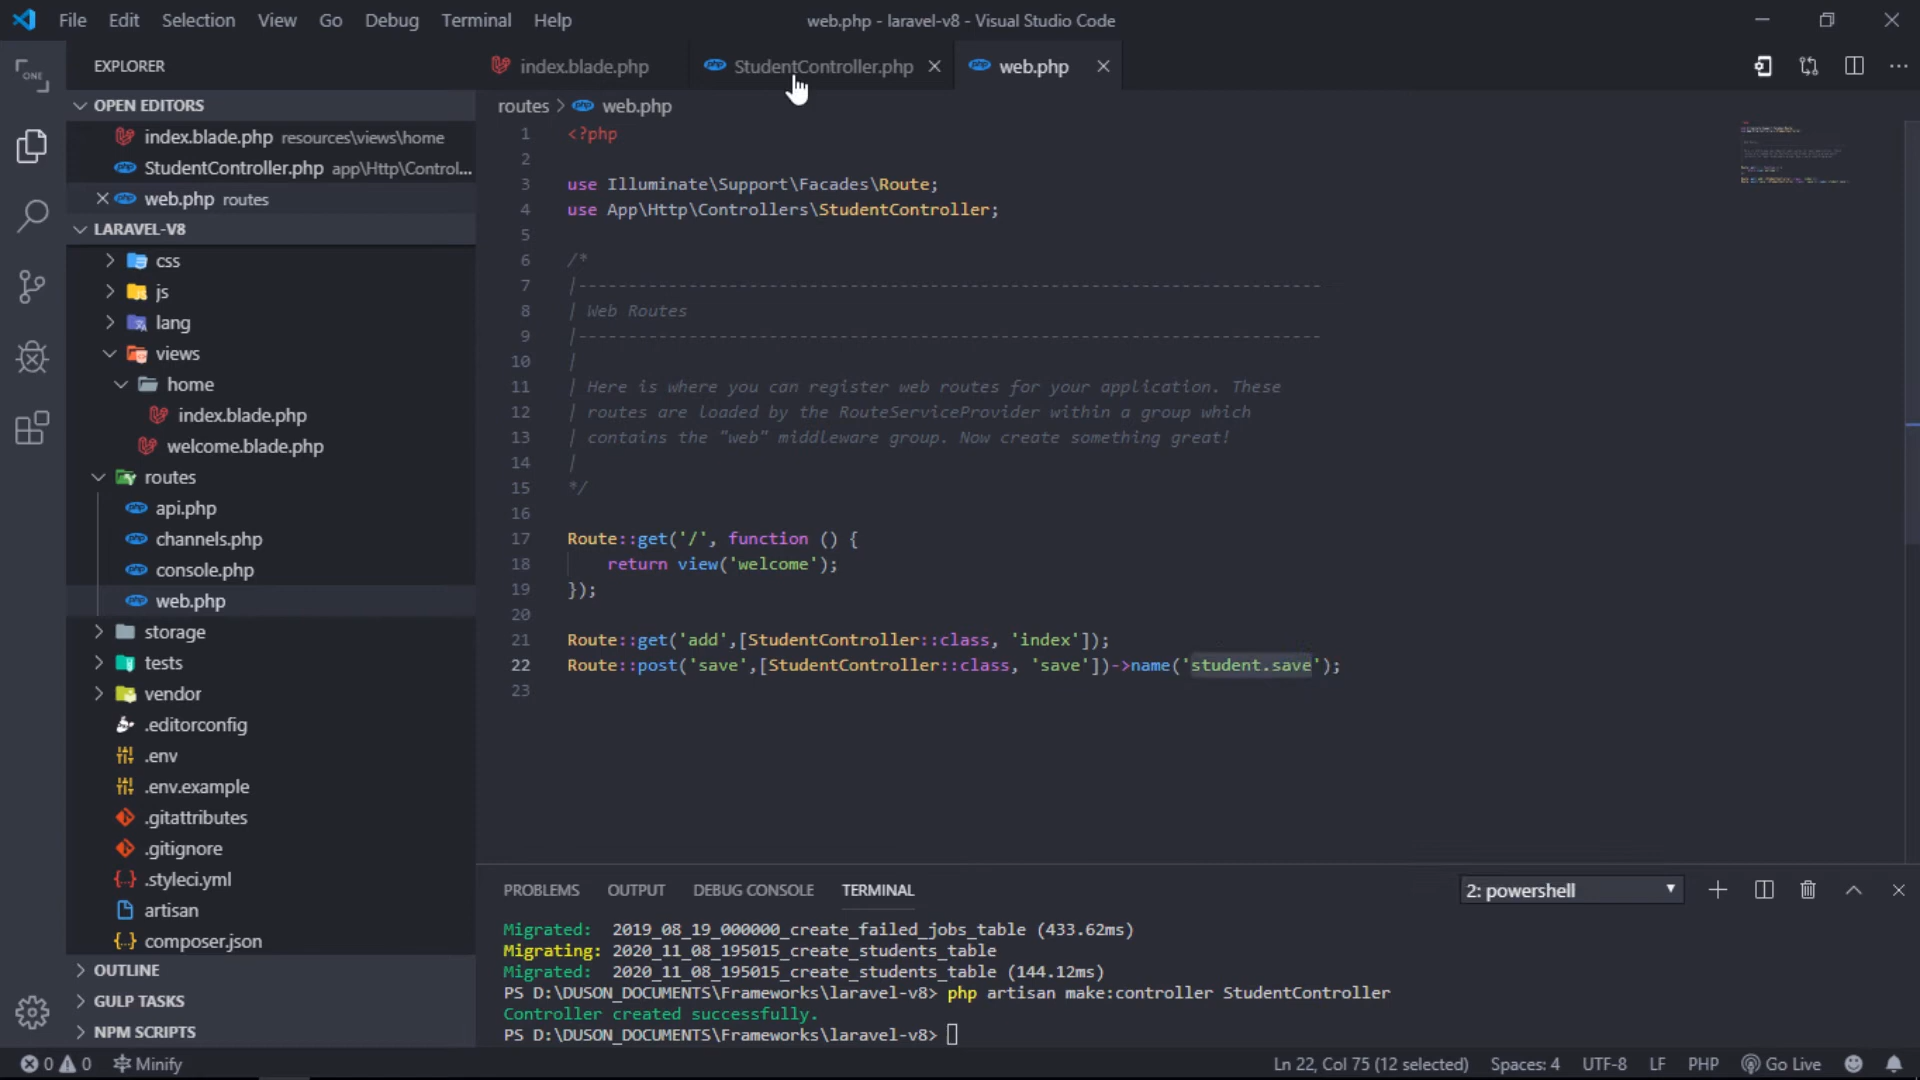 File Edit Selection View Go Debug Terminal Help
web.php - laravel-v8 - Visual Studio Code
ONE
EXPLORER
OPEN EDITORS
index.blade.php resources\views\home
StudentController.php app\Http\Control...
web.php routes
LARAVEL-V8
css
js
lang
views
home
index.blade.php
welcome.blade.php
routes
api.php
channels.php
console.php
web.php
storage
tests
vendor
.editorconfig
.env
.env.example
.gitattributes
.gitignore
.styleci.yml
artisan
composer.json
OUTLINE
GULP TASKS
NPM SCRIPTS
index.blade.php
StudentController.php
web.php
routes > web.php
1 <?php
2
3 use Illuminate\Support\Facades\Route;
4 use App\Http\Controllers\StudentController;
5
6 /*
7 |--------------------------------------------------------------------------
8 | Web Routes
9 |--------------------------------------------------------------------------
10 |
11 | Here is where you can register web routes for your application. These
12 | routes are loaded by the RouteServiceProvider within a group which
13 | contains the "web" middleware group. Now create something great!
14 |
15 */
16
17 Route::get('/', function () {
18 return view('welcome');
19 });
20
21 Route::get('add',[StudentController::class, 'index']);
22 Route::post('save',[StudentController::class, 'save'])->name('student.save');
23
PROBLEMS OUTPUT DEBUG CONSOLE TERMINAL
2: powershell
Migrated: 2019_08_19_000000_create_failed_jobs_table (433.62ms)
Migrating: 2020_11_08_195015_create_students_table
Migrated: 2020_11_08_195015_create_students_table (144.12ms)
PS D:\DUSON_DOCUMENTS\Frameworks\laravel-v8> php artisan make:controller StudentController
Controller created successfully.
PS D:\DUSON_DOCUMENTS\Frameworks\laravel-v8>
0 0 Minify
Ln 22, Col 75 (12 selected) Spaces: 4 UTF-8 LF PHP Go Live